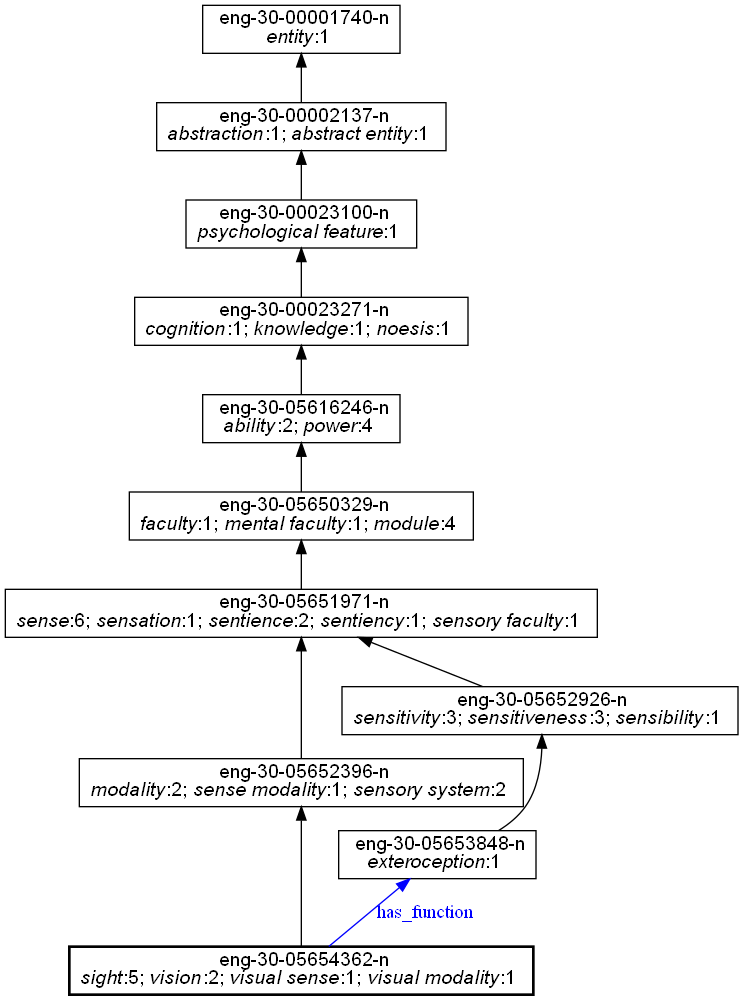 eng-30-00001740-n
entity:1
eng-30-00002137-n
abstraction:1; abstract entity:1
eng-30-00023100-n
psychological feature:1
eng-30-00023271-n
cognition:1; knowledge:1; noesis:1
eng-30-05616246-n
ability:2; power:4
eng-30-05650329-n
faculty:1; mental faculty:1; module:4
eng-30-05651971-n
sense:6; sensation:1; sentience:2; sentiency:1; sensory faculty:1
eng-30-05652926-n
sensitivity:3; sensitiveness:3; sensibility:1
eng-30-05652396-n
modality:2; sense modality:1; sensory system:2
eng-30-05653848-n
exteroception:1
has_function
eng-30-05654362-n
sight:5; vision:2; visual sense:1; visual modality:1